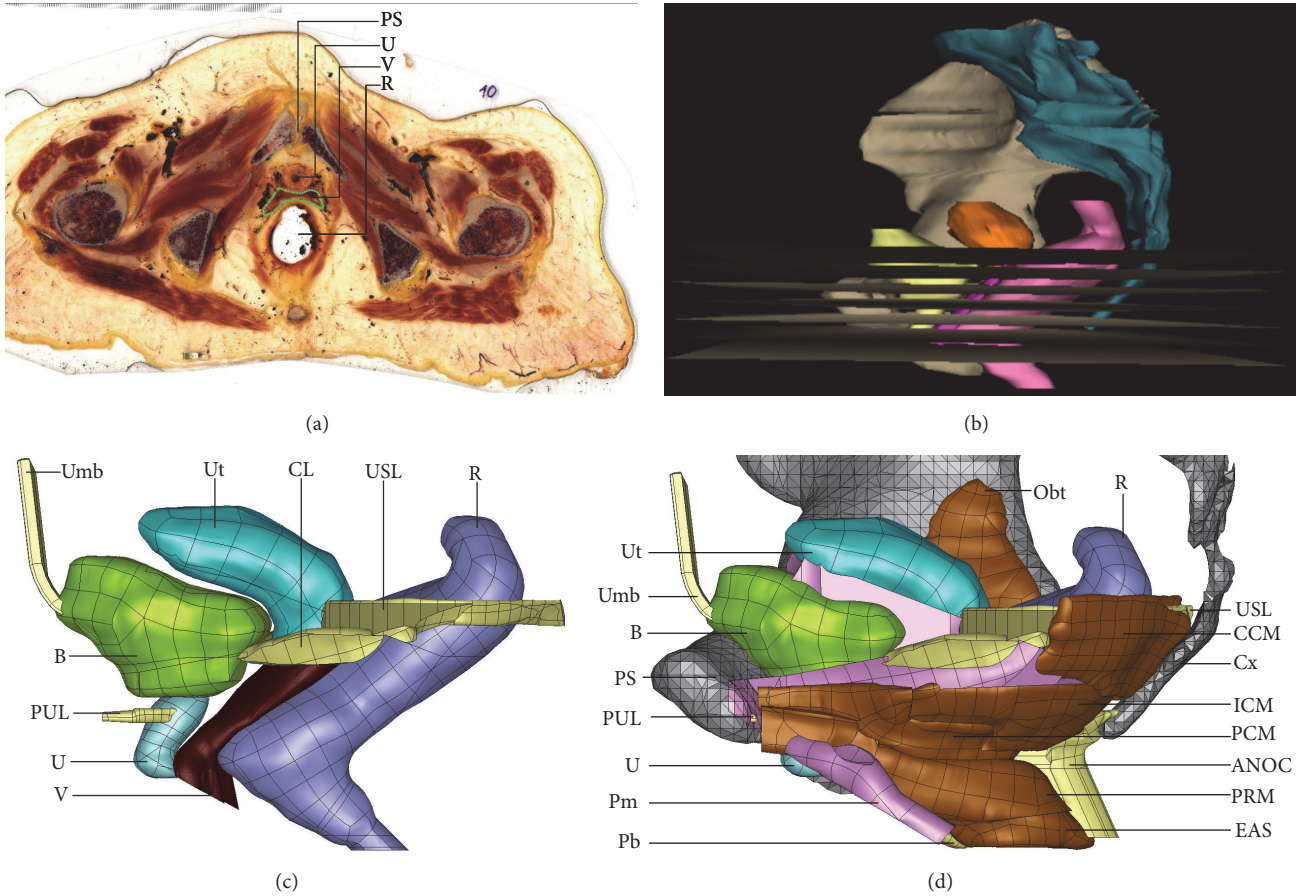 PS
U
V
R
10
(a)
(b)
Umb
Ut
CL
USL
R
B
PUL
U
V
(c)
Obt
R
Ut
Umb
B
PS
PUL
U
Pm
Pb
USL
CCM
Cx
ICM
PCM
ANOC
PRM
EAS
(d)